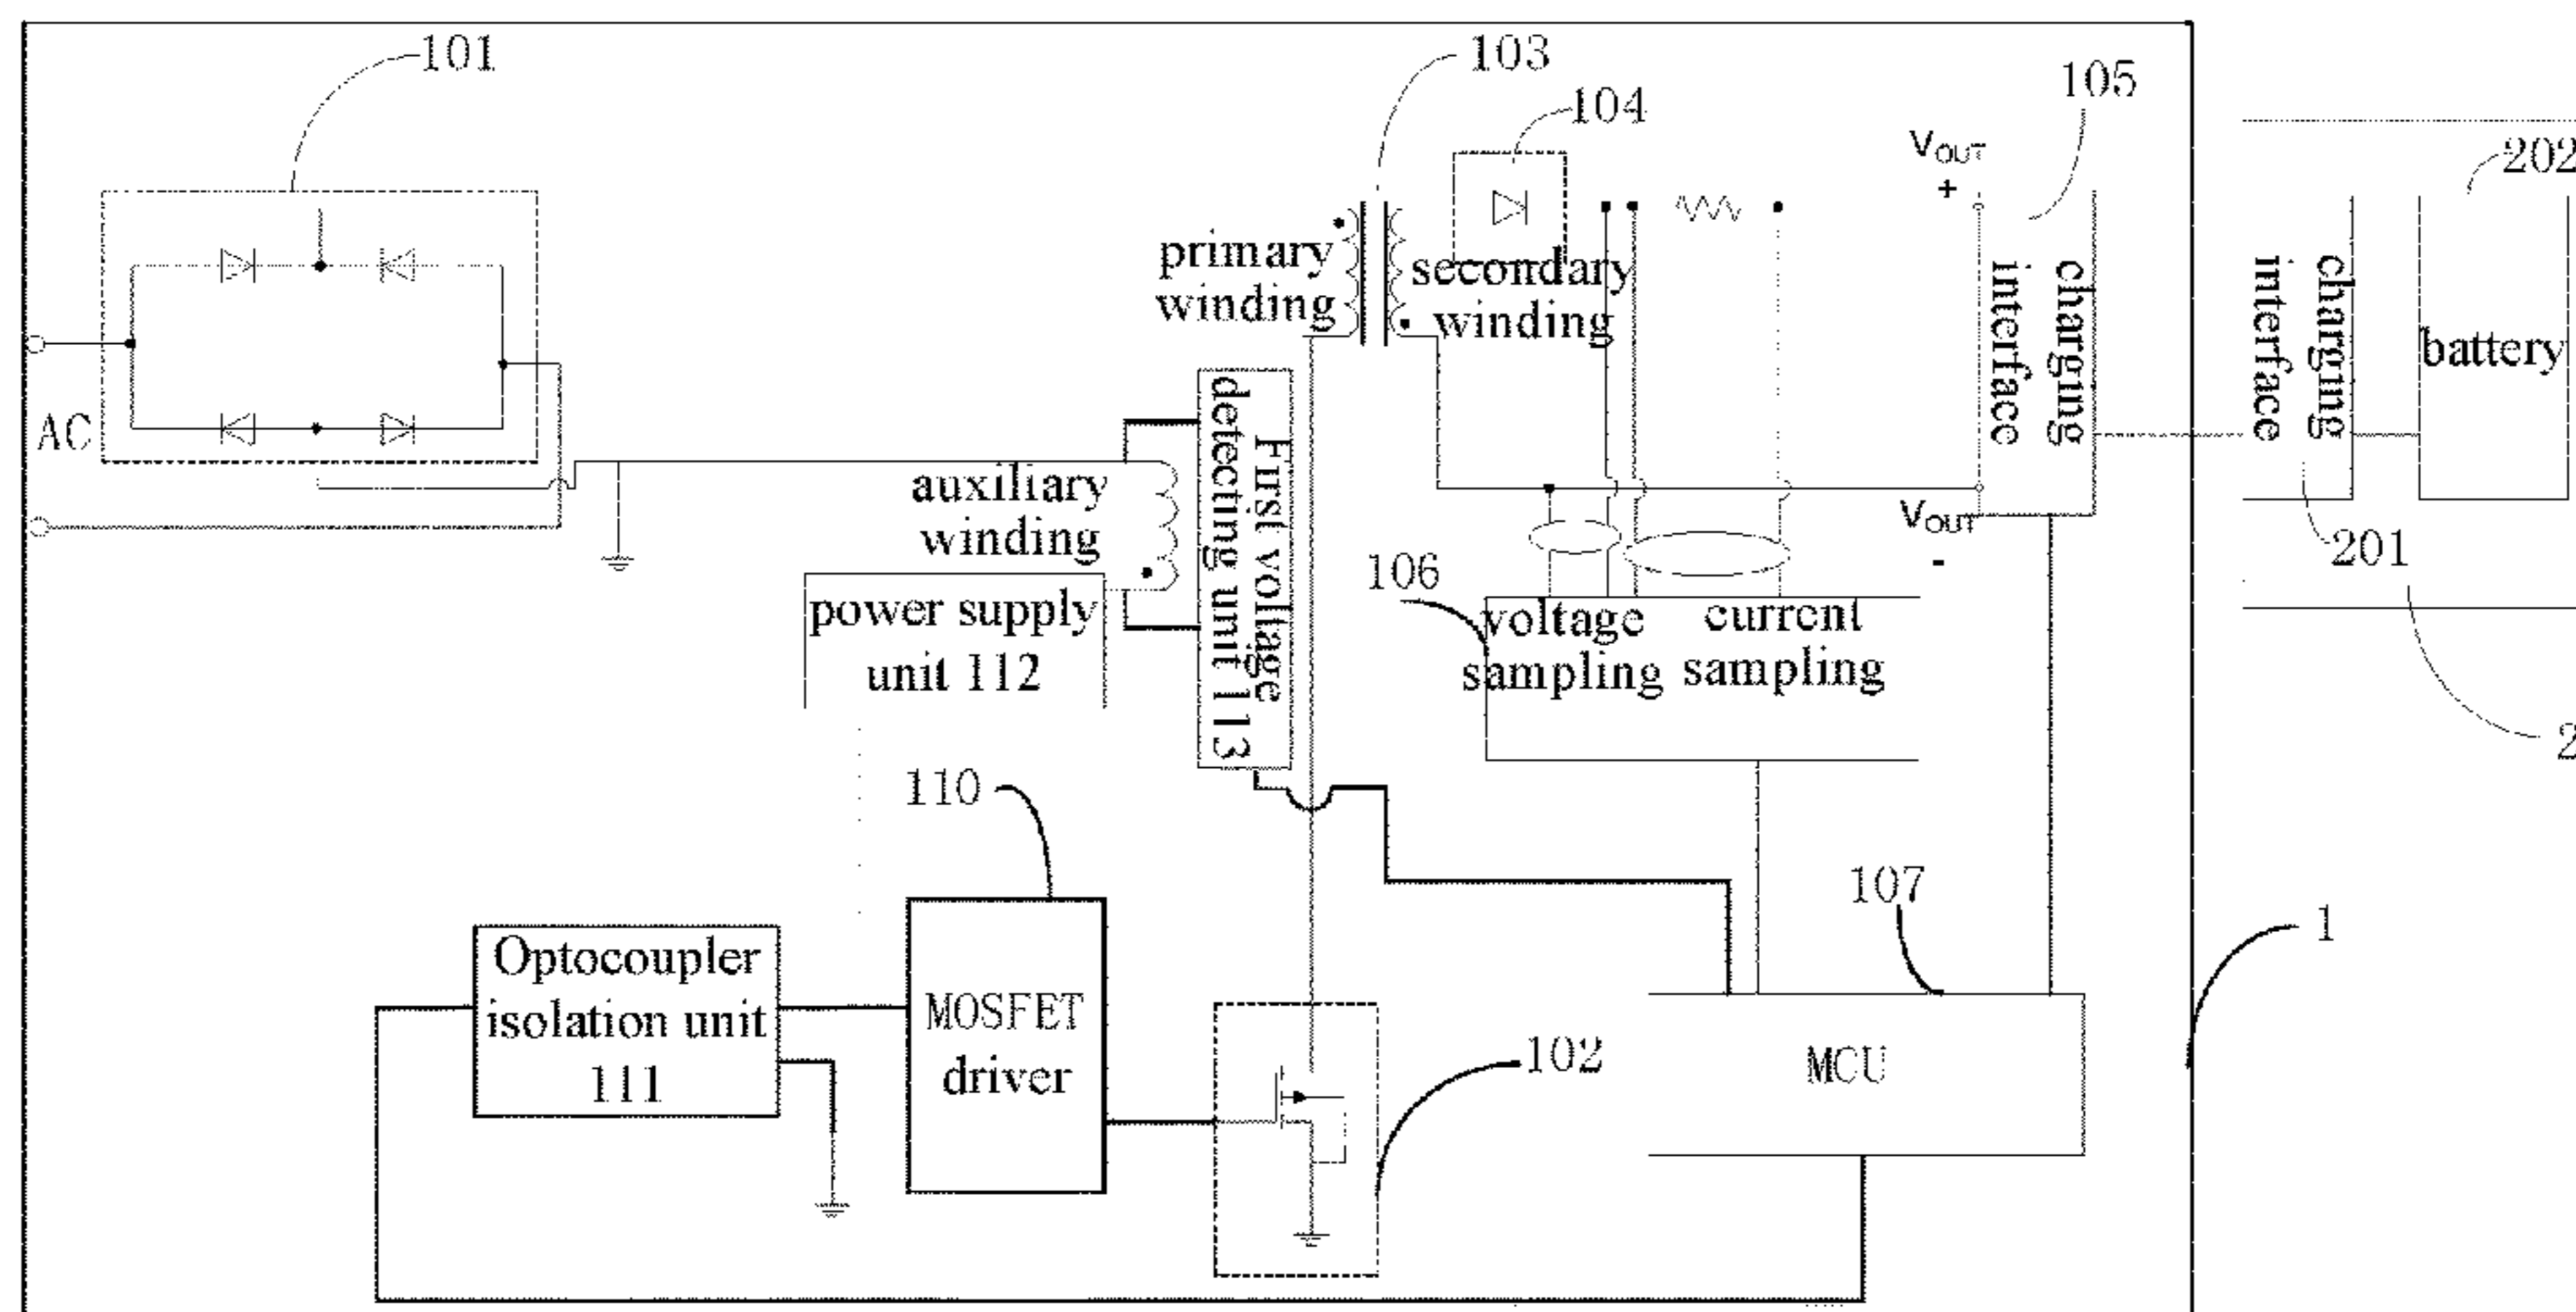 101
103
104
105
202
VOUT
+
primary
winding
secondary
winding
charging
interface
charging
interface
battery
AC
auxiliary
winding
First voltage
detecting unit 113
VOUT
-
201
106
power supply
unit 112
voltage
sampling
current
sampling
2
110
107
1
Optocoupler
isolation unit
111
MOSFET
driver
102
MCU